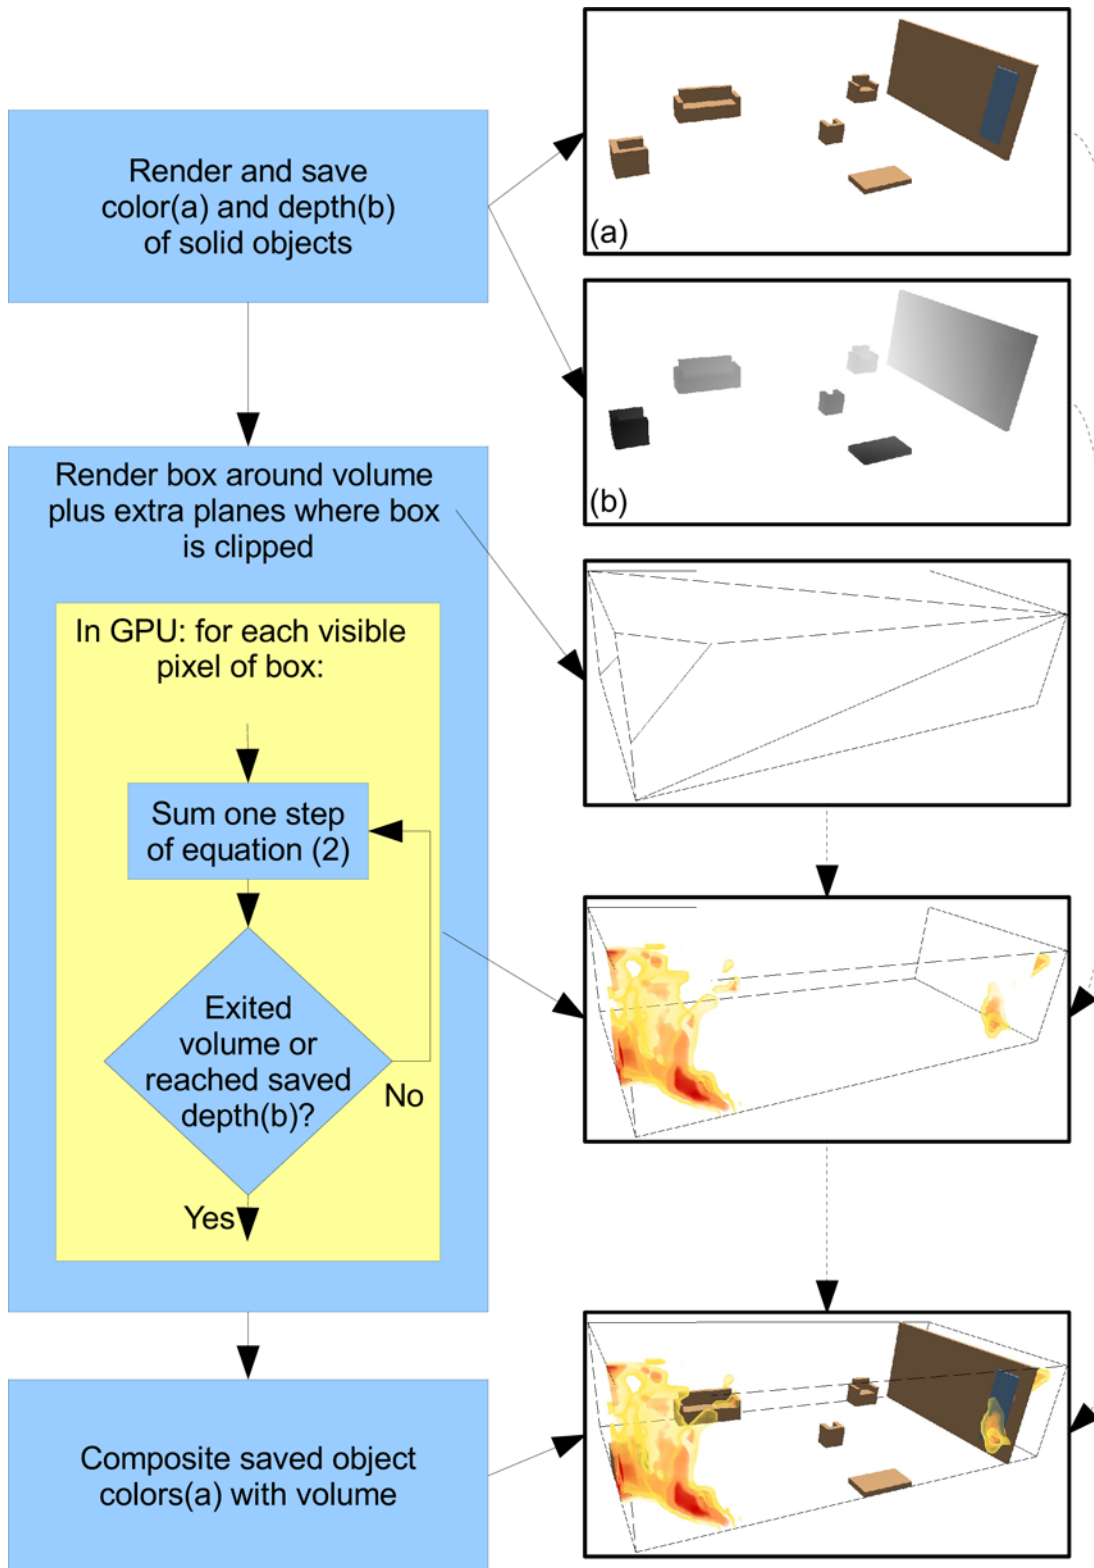 Render and save
color(a) and depth(b)
of solid objects
(a)
(b)
Render box around volume
plus extra planes where box
is clipped
In GPU: for each visible
pixel of box:
Sum one step
of equation (2)
Exited
volume or
reached saved
depth(b)?
No
Yes
Composite saved object
colors(a) with volume